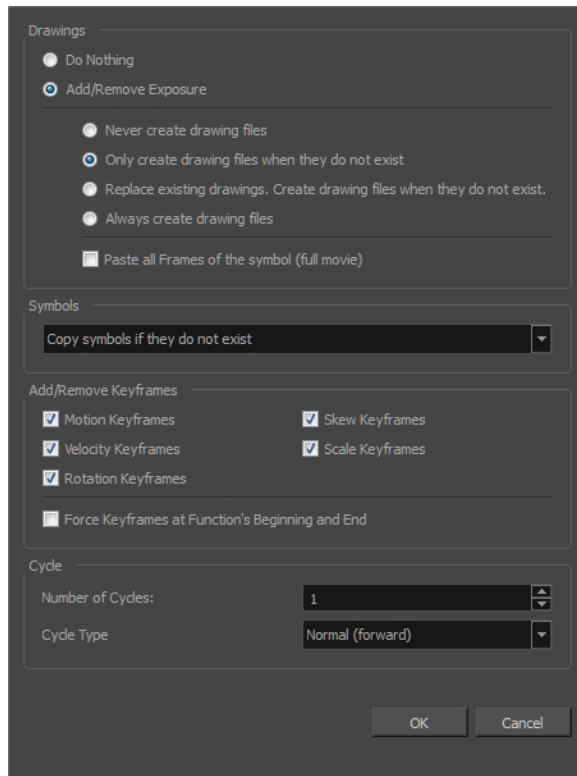 Drawings
Do Nothing
Add/Remove Exposure
Never create drawing files
Only create drawing files when they do not exist
Replace existing drawings. Create drawing files when they do not exist.
Always create drawing files
Paste all Frames of the symbol (full movie)
Symbols
Copy symbols if they do not exist
Add/Remove Keyframes
Motion Keyframes
Skew Keyframes
Velocity Keyframes
Scale Keyframes
Rotation Keyframes
Force Keyframes at Function's Beginning and End
Cycle
Number of Cycles: 1
Cycle Type Normal (forward)
OK Cancel